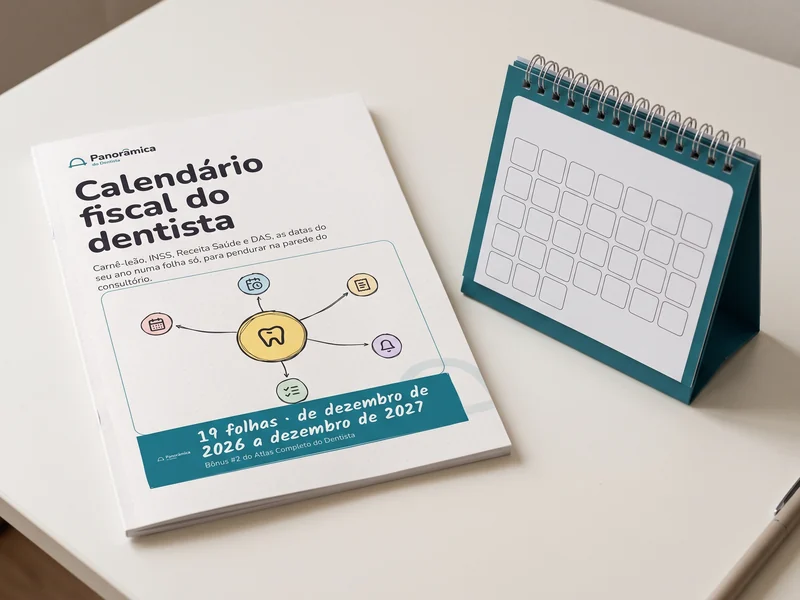 Panorâmica
do Dentista
Calendário
fiscal do
dentista
Carnê-leão, INSS, Receita Saúde e DAS, as datas do
seu ano numa folha só, para pendurar na parede do
consultório.
19 folhas · de dezembro de
2026 a dezembro de 2027
Bônus #2 do Atlas Completo do Dentista
Panorâmica